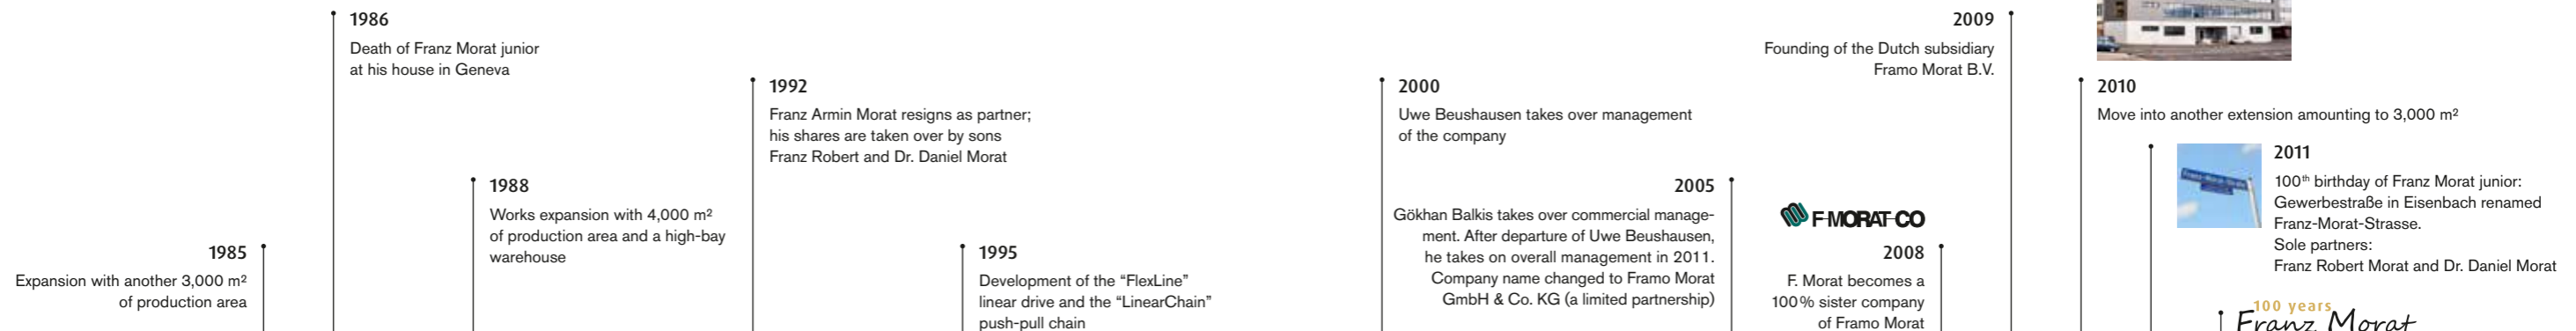 1985
Expansion with another 3,000 m²
of production area
1986
Death of Franz Morat junior
at his house in Geneva
1988
Works expansion with 4,000 m²
of production area and a high-bay
warehouse
1992
Franz Armin Morat resigns as partner;
his shares are taken over by sons
Franz Robert and Dr. Daniel Morat
1995
Development of the “FlexLine”
linear drive and the “LinearChain”
push-pull chain
2000
Uwe Beushausen takes over management
of the company
2005
Gökhan Balkis takes over commercial manage-
ment. After departure of Uwe Beushausen,
he takes on overall management in 2011.
Company name changed to Framo Morat
GmbH & Co. KG (a limited partnership)
F·MORAT·CO
2008
F. Morat becomes a
100% sister company
of Framo Morat
2009
Founding of the Dutch subsidiary
Framo Morat B.V.
2010
Move into another extension amounting to 3,000 m²
2011
100th birthday of Franz Morat junior:
Gewerbestraße in Eisenbach renamed
Franz-Morat-Strasse.
Sole partners:
Franz Robert Morat and Dr. Daniel Morat
100 years
Franz Morat